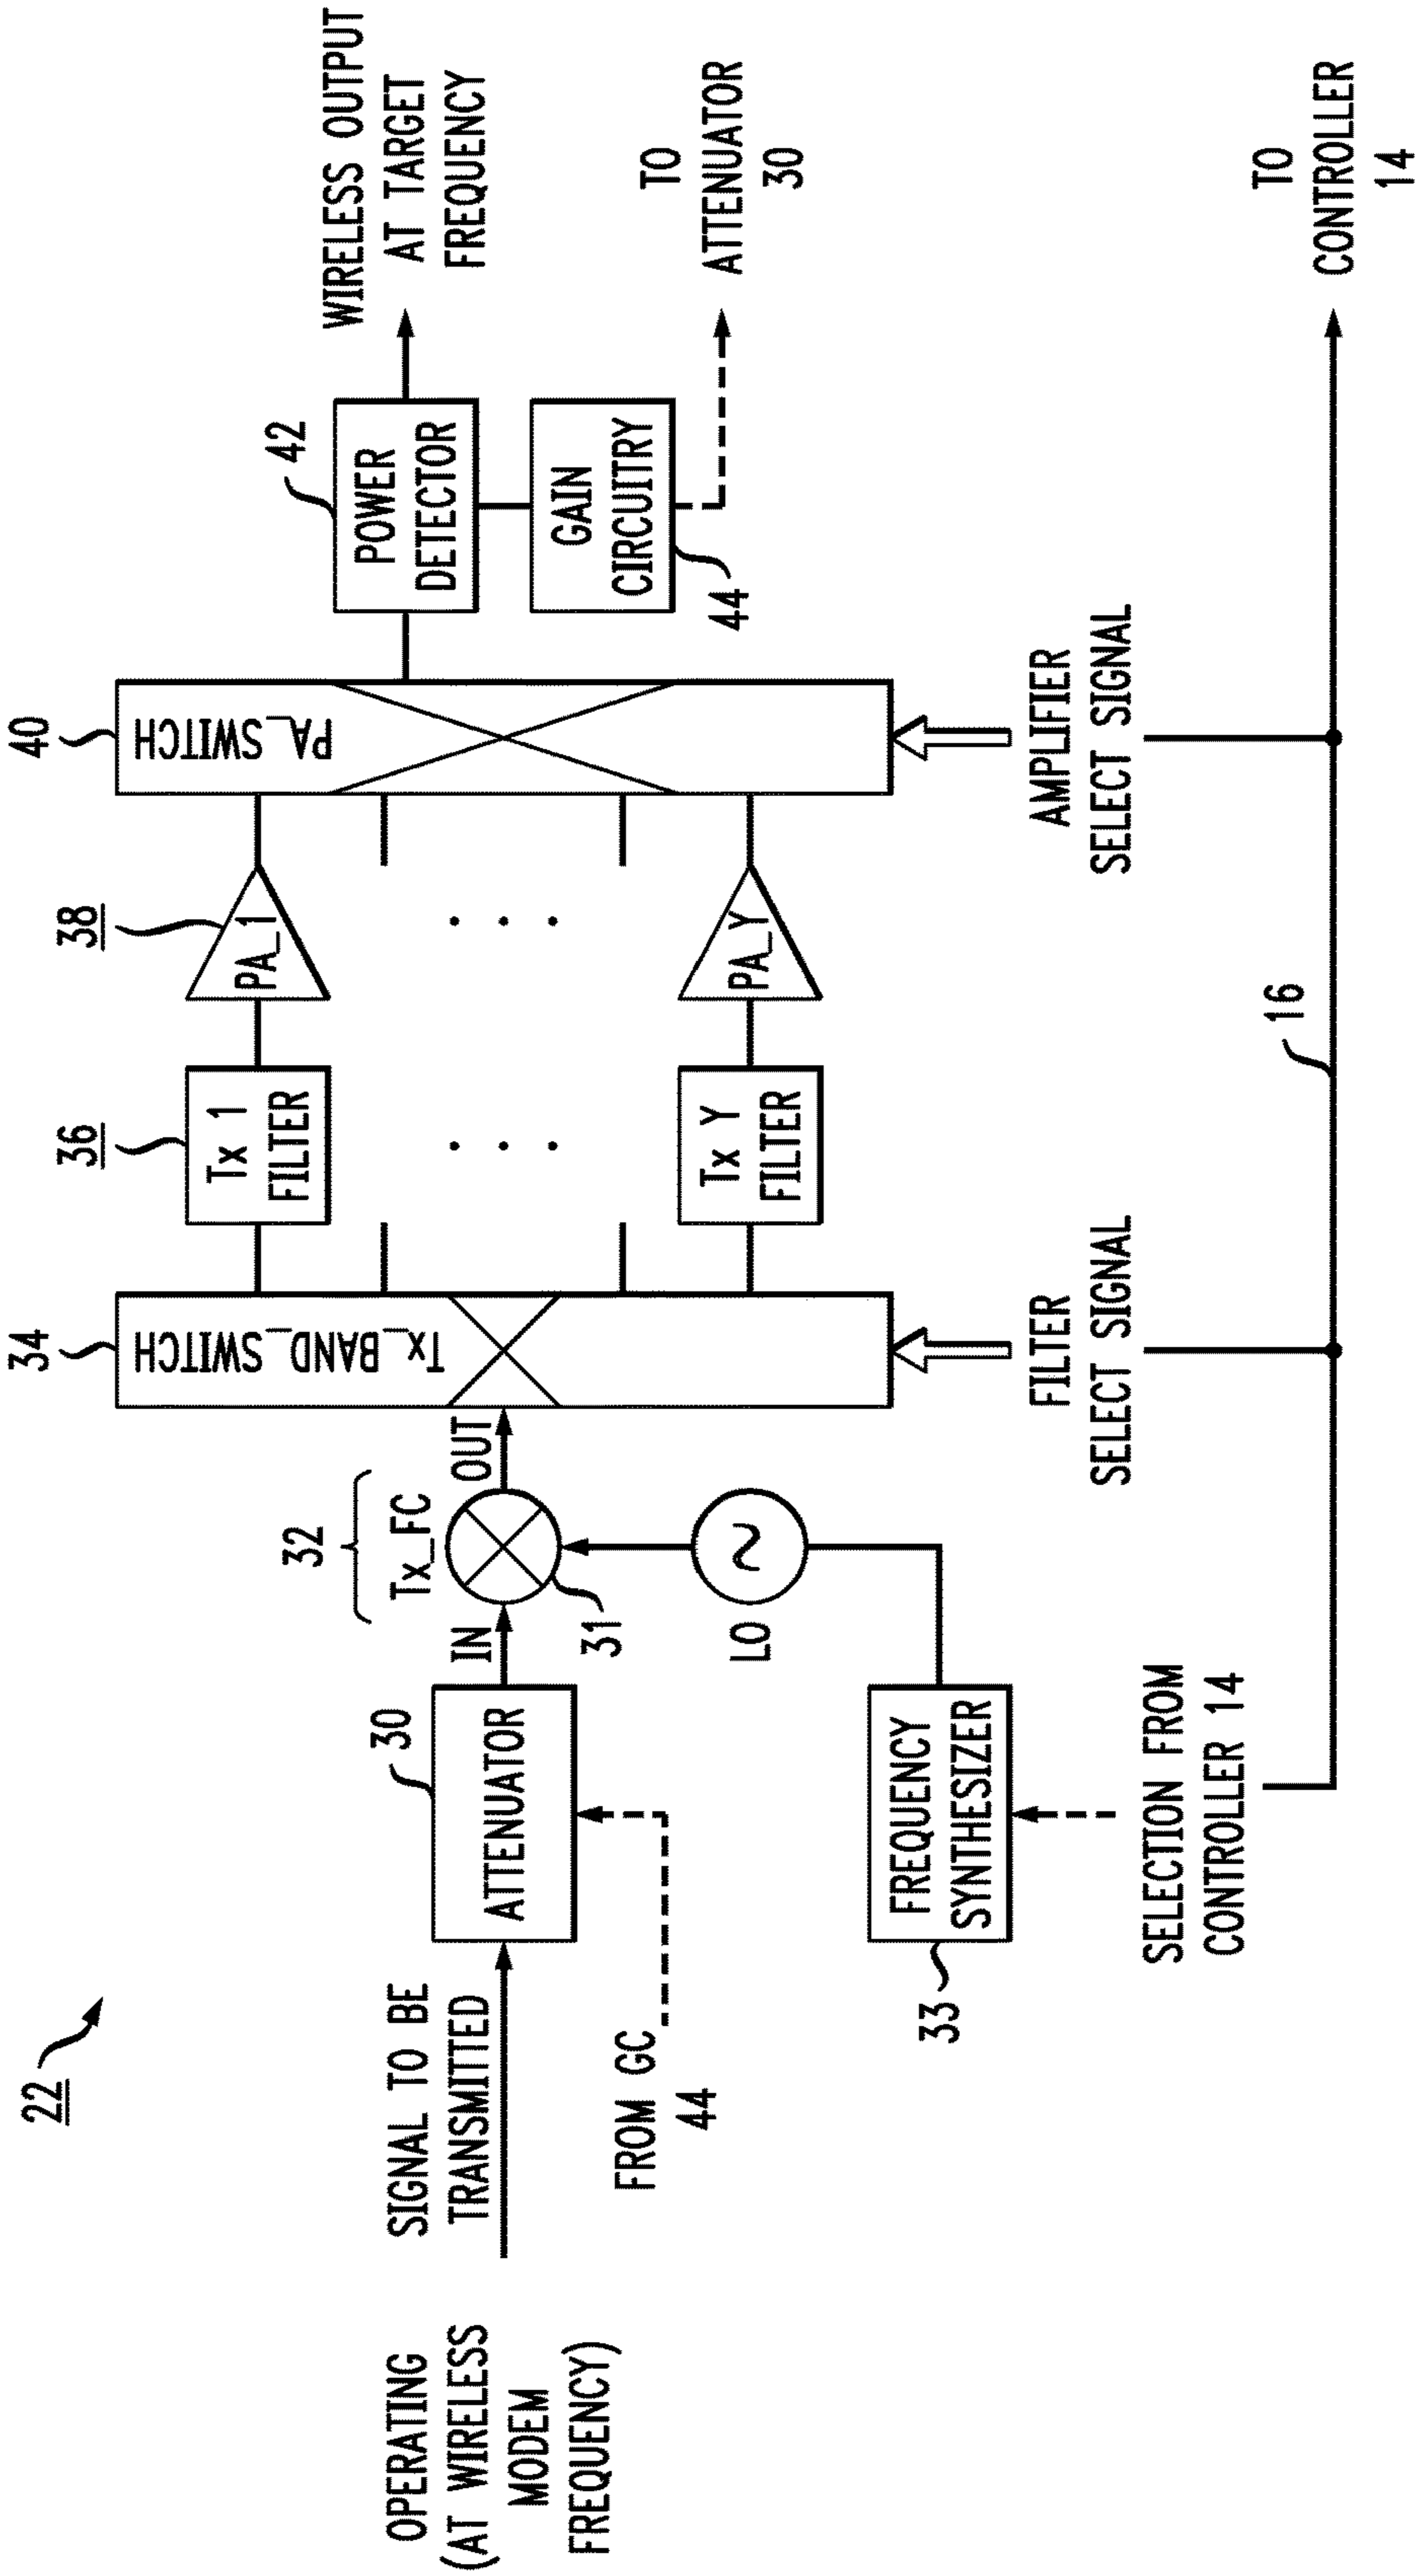 22
OPERATING
(AT WIRELESS
MODEM
FREQUENCY)
SIGNAL TO BE
TRANSMITTED
FROM GC
44
30
ATTENUATOR
IN
32
Tx_FC
OUT
31
LO
33
FREQUENCY
SYNTHESIZER
SELECTION FROM
CONTROLLER 14
34
Tx_BAND_SWITCH
FILTER
SELECT SIGNAL
36
Tx 1
FILTER
Tx Y
FILTER
16
38
PA_1
PA_Y
40
PA_SWITCH
AMPLIFIER
SELECT SIGNAL
42
POWER
DETECTOR
GAIN
CIRCUITRY
44
WIRELESS OUTPUT
AT TARGET
FREQUENCY
TO
ATTENUATOR
30
TO
CONTROLLER
14